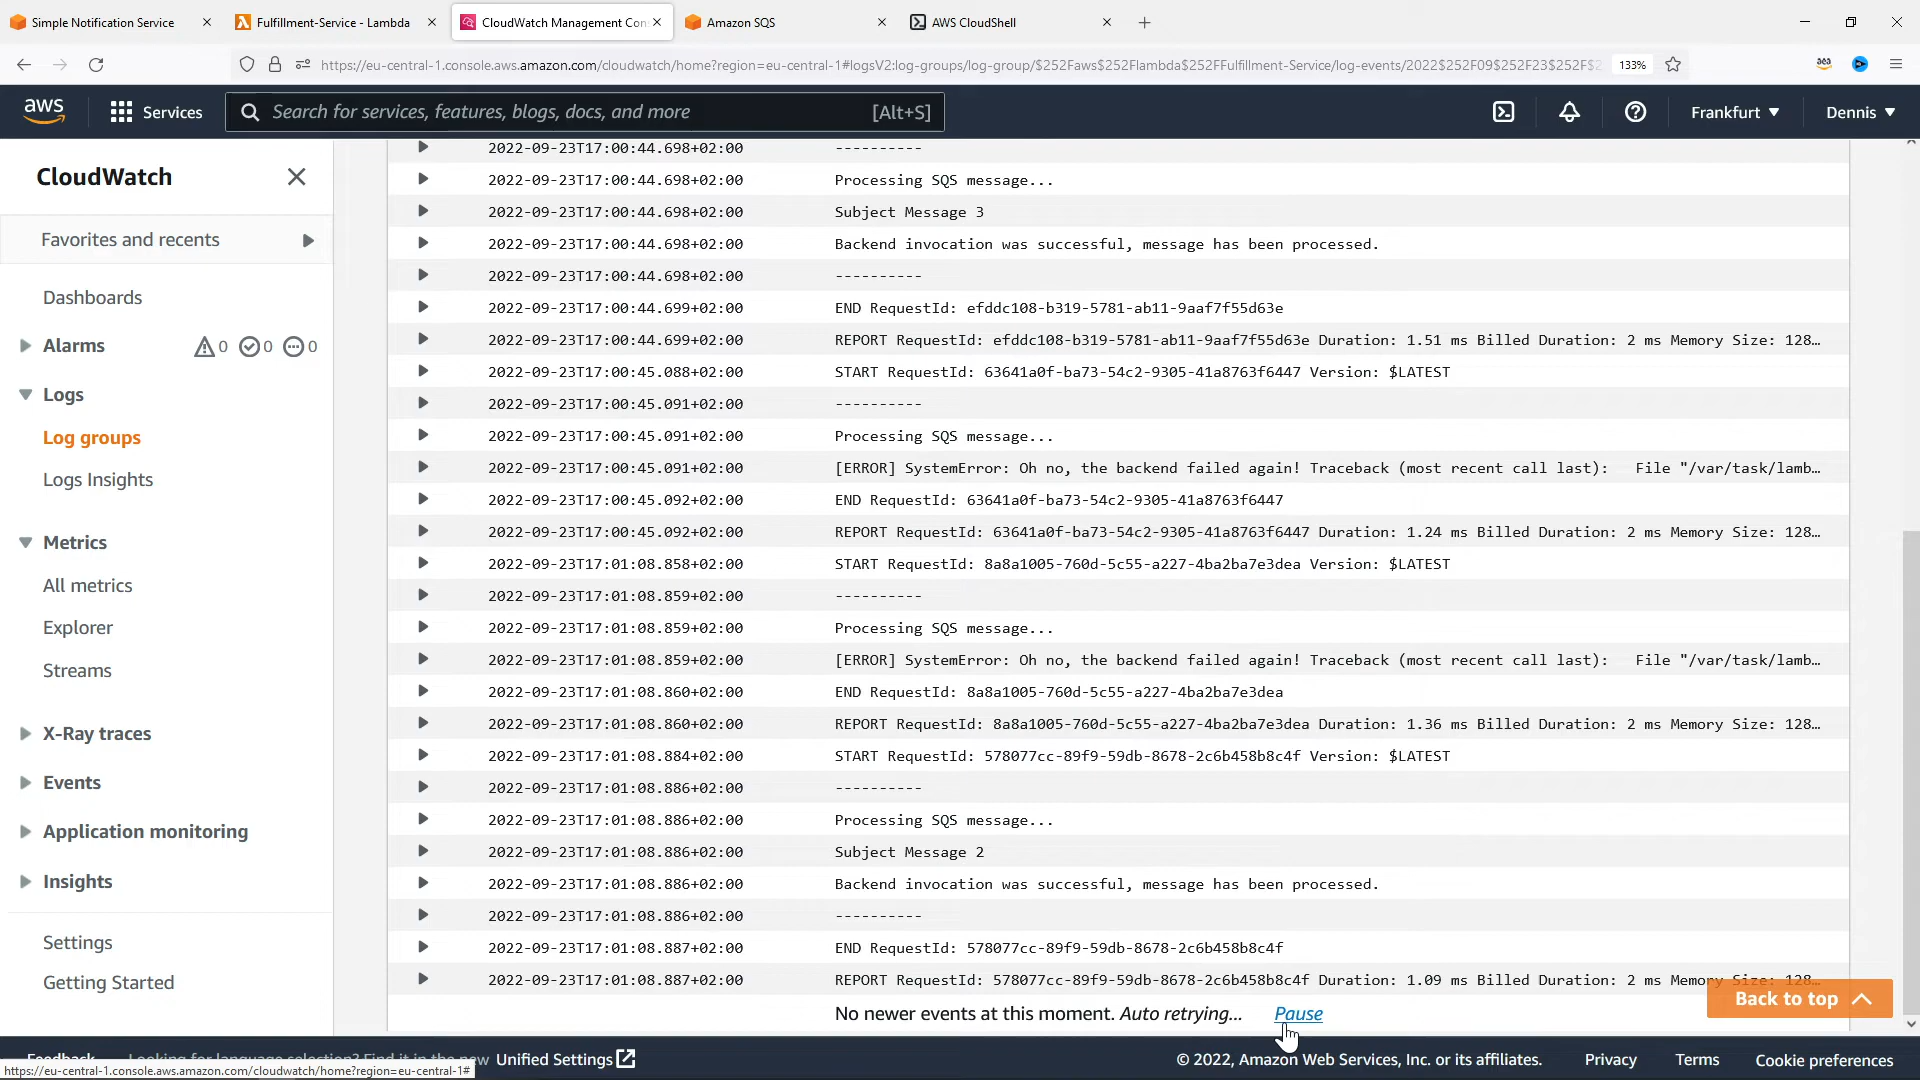 Simple Notification Service
Fulfillment-Service - Lambda
CloudWatch Management Con
Amazon SQS
AWS CloudShell
https://eu-central-1.console.aws.amazon.com/cloudwatch/home?region=eu-central-1#logsV2:log-groups/log-group/$252Faws$252Flambda$252FFulfillment-Service/log-events/2022$252F09$252F23$252F$2
133%
aws
Services
Search for services, features, blogs, docs, and more
[Alt+S]
Frankfurt
Dennis
CloudWatch
Favorites and recents
Dashboards
Alarms 0 0 0
Logs
Log groups
Logs Insights
Metrics
All metrics
Explorer
Streams
X-Ray traces
Events
Application monitoring
Insights
Settings
Getting Started
2022-09-23T17:00:44.698+02:00 ----------
2022-09-23T17:00:44.698+02:00 Processing SQS message...
2022-09-23T17:00:44.698+02:00 Subject Message 3
2022-09-23T17:00:44.698+02:00 Backend invocation was successful, message has been processed.
2022-09-23T17:00:44.698+02:00 ----------
2022-09-23T17:00:44.699+02:00 END RequestId: efddc108-b319-5781-ab11-9aaf7f55d63e
2022-09-23T17:00:44.699+02:00 REPORT RequestId: efddc108-b319-5781-ab11-9aaf7f55d63e Duration: 1.51 ms Billed Duration: 2 ms Memory Size: 128…
2022-09-23T17:00:45.088+02:00 START RequestId: 63641a0f-ba73-54c2-9305-41a8763f6447 Version: $LATEST
2022-09-23T17:00:45.091+02:00 ----------
2022-09-23T17:00:45.091+02:00 Processing SQS message...
2022-09-23T17:00:45.091+02:00 [ERROR] SystemError: Oh no, the backend failed again! Traceback (most recent call last): File "/var/task/lamb…
2022-09-23T17:00:45.092+02:00 END RequestId: 63641a0f-ba73-54c2-9305-41a8763f6447
2022-09-23T17:00:45.092+02:00 REPORT RequestId: 63641a0f-ba73-54c2-9305-41a8763f6447 Duration: 1.24 ms Billed Duration: 2 ms Memory Size: 128…
2022-09-23T17:01:08.858+02:00 START RequestId: 8a8a1005-760d-5c55-a227-4ba2ba7e3dea Version: $LATEST
2022-09-23T17:01:08.859+02:00 ----------
2022-09-23T17:01:08.859+02:00 Processing SQS message...
2022-09-23T17:01:08.859+02:00 [ERROR] SystemError: Oh no, the backend failed again! Traceback (most recent call last): File "/var/task/lamb…
2022-09-23T17:01:08.860+02:00 END RequestId: 8a8a1005-760d-5c55-a227-4ba2ba7e3dea
2022-09-23T17:01:08.860+02:00 REPORT RequestId: 8a8a1005-760d-5c55-a227-4ba2ba7e3dea Duration: 1.36 ms Billed Duration: 2 ms Memory Size: 128…
2022-09-23T17:01:08.884+02:00 START RequestId: 578077cc-89f9-59db-8678-2c6b458b8c4f Version: $LATEST
2022-09-23T17:01:08.886+02:00 ----------
2022-09-23T17:01:08.886+02:00 Processing SQS message...
2022-09-23T17:01:08.886+02:00 Subject Message 2
2022-09-23T17:01:08.886+02:00 Backend invocation was successful, message has been processed.
2022-09-23T17:01:08.886+02:00 ----------
2022-09-23T17:01:08.887+02:00 END RequestId: 578077cc-89f9-59db-8678-2c6b458b8c4f
2022-09-23T17:01:08.887+02:00 REPORT RequestId: 578077cc-89f9-59db-8678-2c6b458b8c4f Duration: 1.09 ms Billed Duration: 2 ms Memory Size: 128…
No newer events at this moment. Auto retrying... Pause
Back to top
Feedback Looking for language selection? Find it in the new Unified Settings
© 2022, Amazon Web Services, Inc. or its affiliates. Privacy Terms Cookie preferences
https://eu-central-1.console.aws.amazon.com/cloudwatch/home?region=eu-central-1#